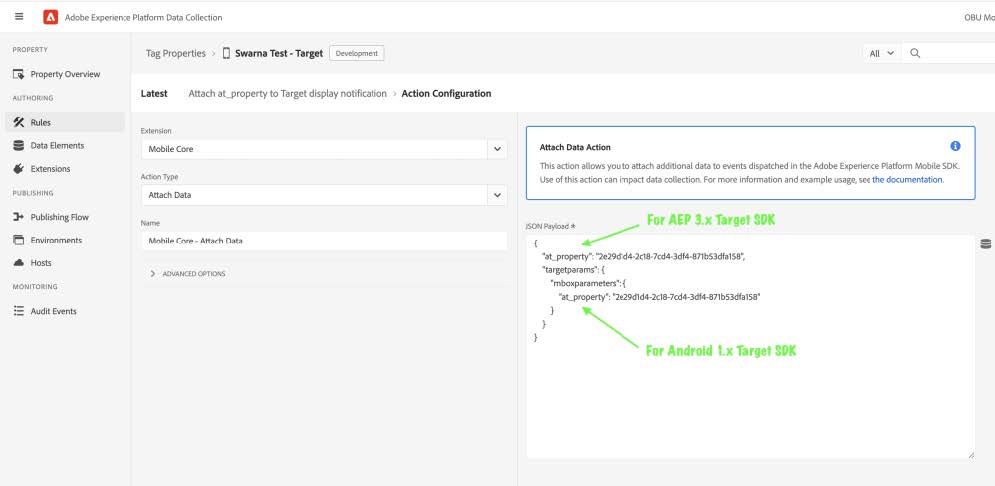 Adobe Experience Platform Data Collection
OBU Mo
PROPERTY
Property Overview
AUTHORING
Rules
Data Elements
Extensions
PUBLISHING
Publishing Flow
Environments
Hosts
MONITORING
Audit Events
Tag Properties > Swarna Test - Target Development
All
Latest Attach at_property to Target display notification > Action Configuration
Extension
Mobile Core
Action Type
Attach Data
Name
Mobile Core - Attach Data
> ADVANCED OPTIONS
Attach Data Action
This action allows you to attach additional data to events dispatched in the Adobe Experience Platform Mobile SDK.
Use of this action can impact data collection. For more information and example usage, see the documentation.
For AEP 3.x Target SDK
JSON Payload *
{
"at_property": "2e29d1d4-2c18-7cd4-3df4-871b53dfa158",
"targetparams": {
"mboxparameters":{
"at_property": "2e29d1d4-2c18-7cd4-3df4-871b53dfa158"
}
}
}
For Android 1.x Target SDK